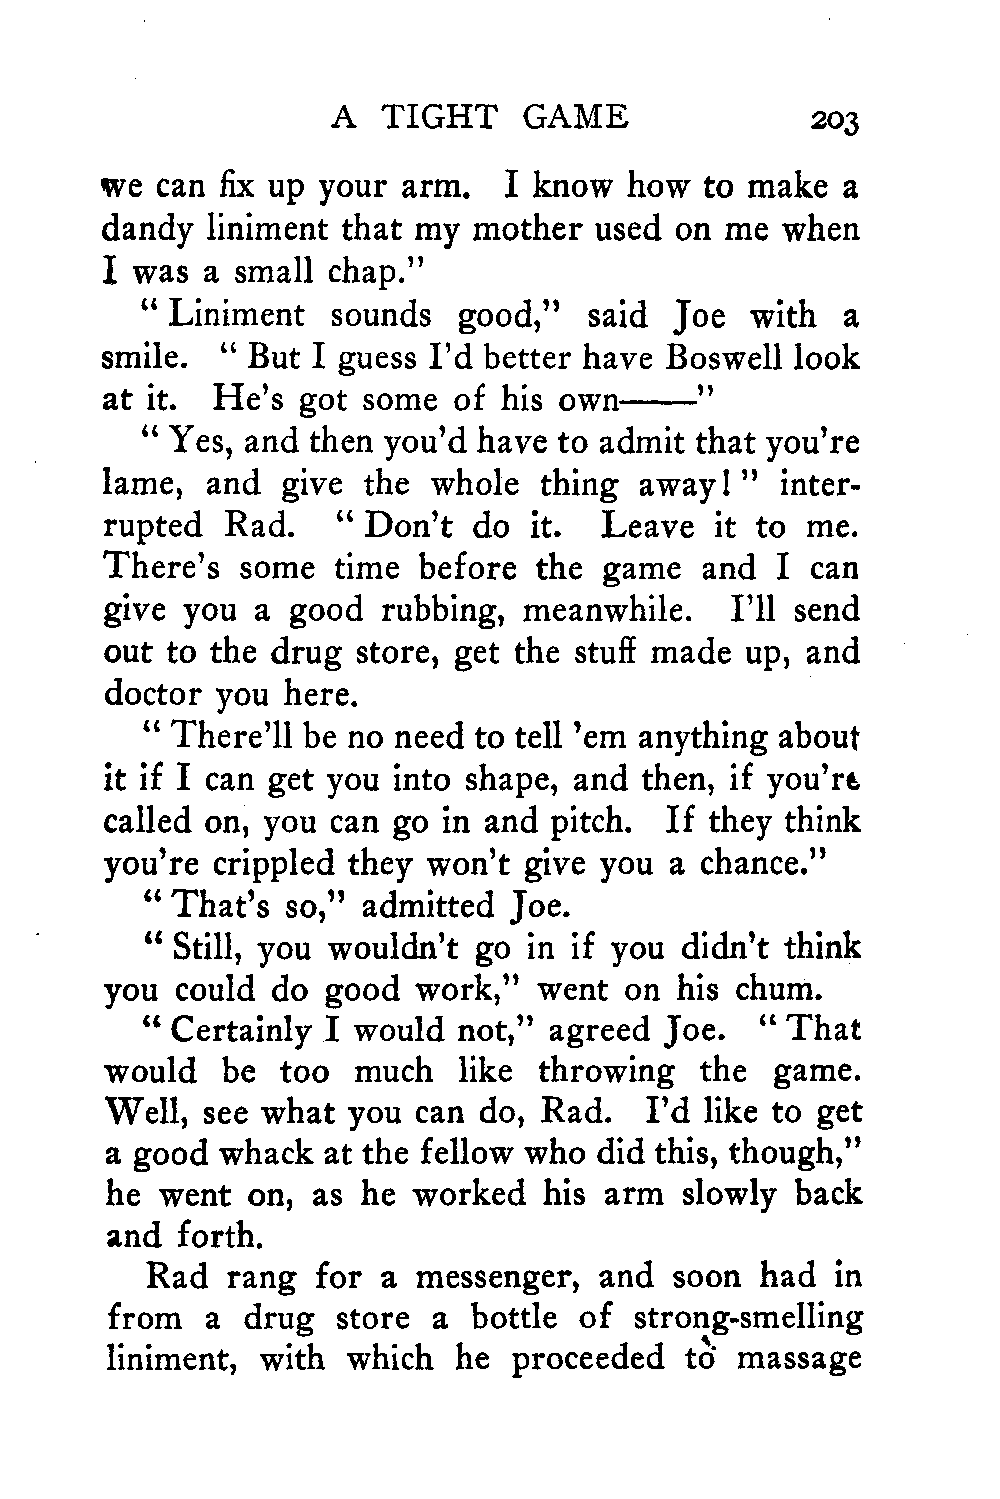 A TIGHT GAME 203
we can fix up your arm. I know how to make a
dandy liniment that my mother used on me when
I was a small chap."
" Liniment sounds good," said Joe with a
smile. " But I guess I'd better have Boswell look
at it. He's got some of his own——"
" Yes, and then you'd have to admit that you're
lame, and give the whole thing away! " inter-
rupted Rad. " Don't do it. Leave it to me.
There's some time before the game and I can
give you a good rubbing, meanwhile. I'll send
out to the drug store, get the stuff made up, and
doctor you here.
" There'll be no need to tell 'em anything about
it if I can get you into shape, and then, if you're
called on, you can go in and pitch. If they think
you're crippled they won't give you a chance."
" That's so," admitted Joe.
" Still, you wouldn't go in if you didn't think
you could do good work," went on his chum.
" Certainly I would not," agreed Joe. " That
would be too much like throwing the game.
Well, see what you can do, Rad. I'd like to get
a good whack at the fellow who did this, though,"
he went on, as he worked his arm slowly back
and forth.
Rad rang for a messenger, and soon had in
from a drug store a bottle of strong-smelling
liniment, with which he proceeded to massage